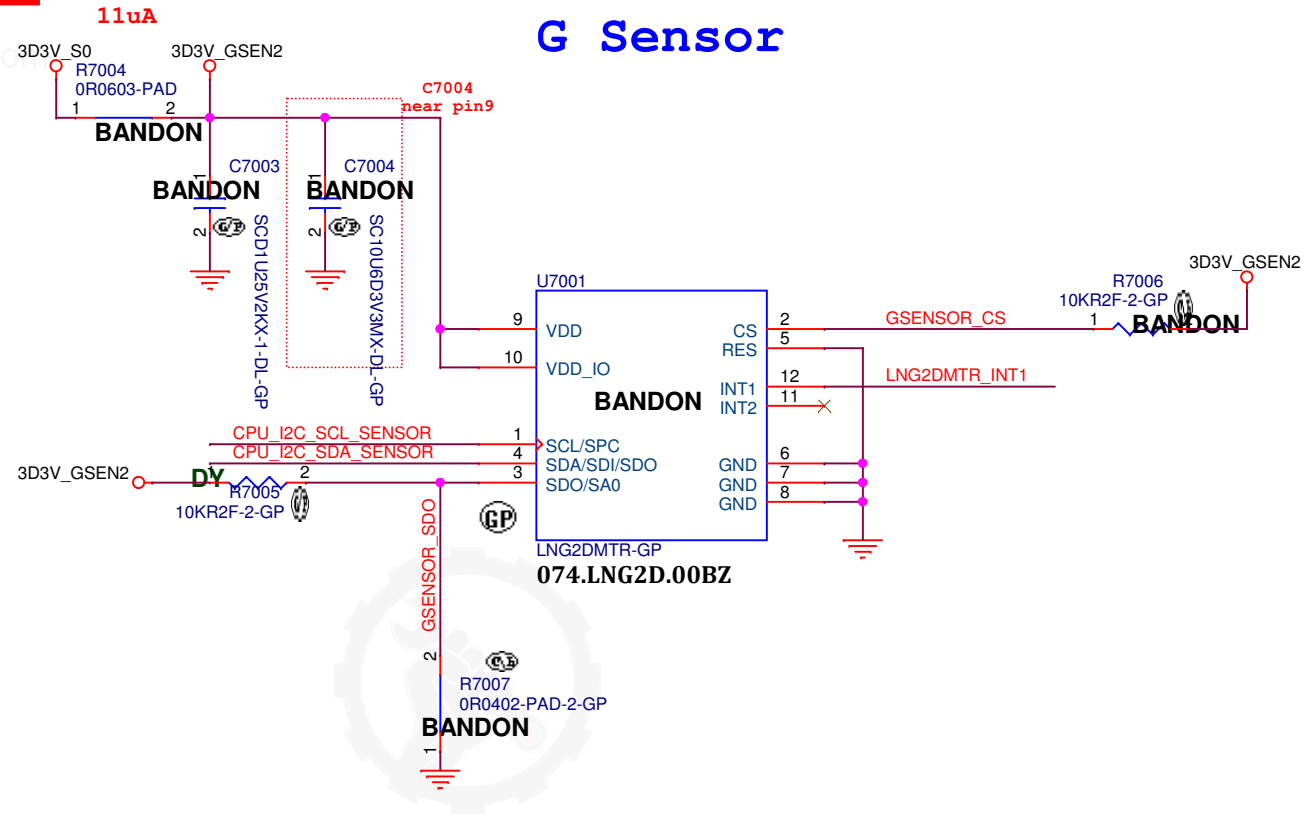 11uA
G Sensor
3D3V_S0
3D3V_GSEN2
R7004
0R0603-PAD
1
2
BANDON
C7004
near pin9
C7003
BANDON
1
2
SCD1U25V2KX-1-DL-GP
C7004
BANDON
1
2
SC10U6D3V3MX-DL-GP
U7001
9
VDD
10
VDD_IO
BANDON
CPU_I2C_SCL_SENSOR
1
SCL/SPC
CPU_I2C_SDA_SENSOR
4
SDA/SDI/SDO
3
SDO/SA0
CS
2
GSENSOR_CS
RES
5
INT1
12
LNG2DMTR_INT1
INT2
11
GND
6
GND
7
GND
8
3D3V_GSEN2
R7006
10KR2F-2-GP
1
BANDON
3D3V_GSEN2
DY
1
2
R7005
10KR2F-2-GP
GP
LNG2DMTR-GP
074.LNG2D.00BZ
GSENSOR_SDO
2
R7007
0R0402-PAD-2-GP
BANDON
1